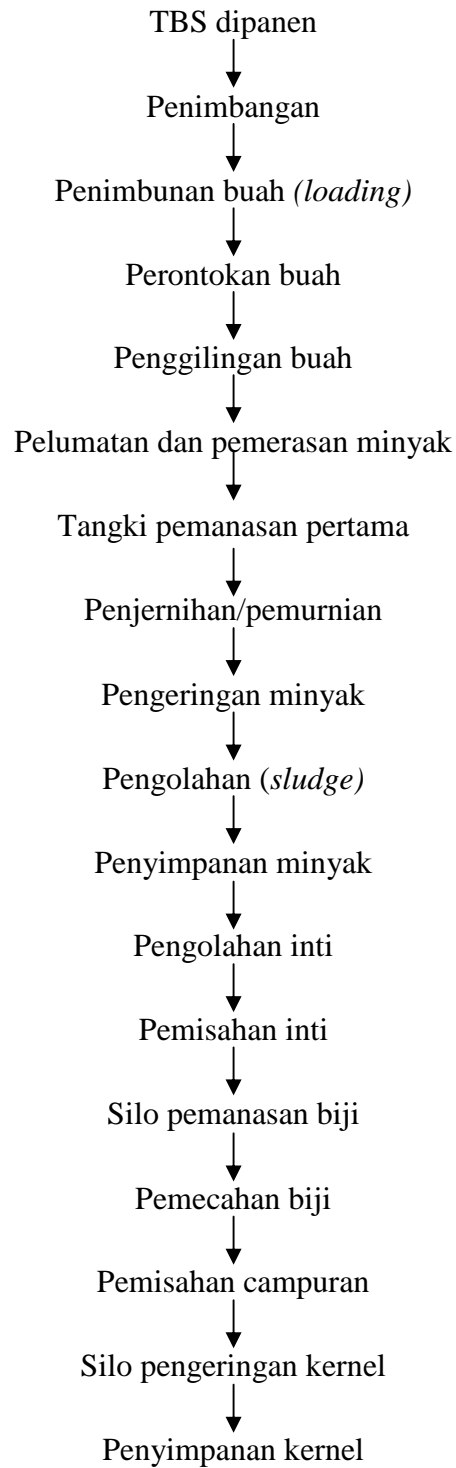 TBS dipanen
Penimbangan
Penimbunan buah (loading)
Perontokan buah
Penggilingan buah
Pelumatan dan pemerasan minyak
Tangki pemanasan pertama
Penjernihan/pemurnian
Pengeringan minyak
Pengolahan (sludge)
Penyimpanan minyak
Pengolahan inti
Pemisahan inti
Silo pemanasan biji
Pemecahan biji
Pemisahan campuran
Silo pengeringan kernel
Penyimpanan kernel